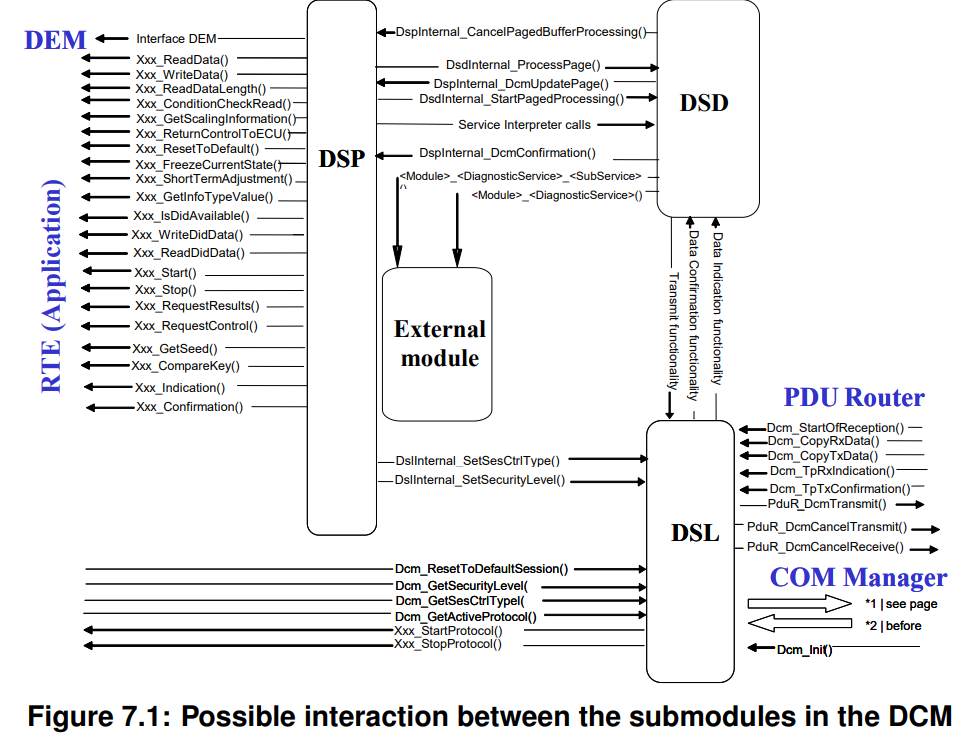 DEM
Interface DEM
Xxx_ReadData()
Xxx_WriteData()
Xxx_ReadDataLength()
Xxx_ConditionCheckRead()
Xxx_GetScalingInformation()
Xxx_ReturnControlToECU()
Xxx_ResetToDefault()
Xxx_FreezeCurrentState()
Xxx_ShortTermAdjustment()
Xxx_GetInfoTypeValue()
Xxx_IsDidAvailable()
Xxx_WriteDidData()
Xxx_ReadDidData()
Xxx_Start()
Xxx_Stop()
Xxx_RequestResults()
Xxx_RequestControl()
Xxx_GetSeed()
Xxx_CompareKey()
Xxx_Indication()
Xxx_Confirmation()
RTE (Application)
DSP
DspInternal_CancelPagedBufferProcessing()
DsdInternal_ProcessPage()
DspInternal_DcmUpdatePage()
DsdInternal_StartPagedProcessing()
Service Interpreter calls
DspInternal_DcmConfirmation()
<Module>_<DiagnosticService>_<SubService>
()
<Module>_<DiagnosticService>()
DSD
External
module
Transmit functionality
Data Confirmation functionality
Data Indication functionality
DslInternal_SetSesCtrlType()
DslInternal_SetSecurityLevel()
DSL
PDU Router
Dcm_StartOfReception()
Dcm_CopyRxData()
Dcm_CopyTxData()
Dcm_TpRxIndication()
Dcm_TpTxConfirmation()
PduR_DcmTransmit()
PduR_DcmCancelTransmit()
PduR_DcmCancelReceive()
COM Manager
*1 | see page
*2 | before
Dcm_Init()
Dcm_ResetToDefaultSession()
Dcm_GetSecurityLevel(
Dcm_GetSesCtrlTypel(
Dcm_GetActiveProtocol()
Xxx_StartProtocol()
Xxx_StopProtocol()
Figure 7.1: Possible interaction between the submodules in the DCM